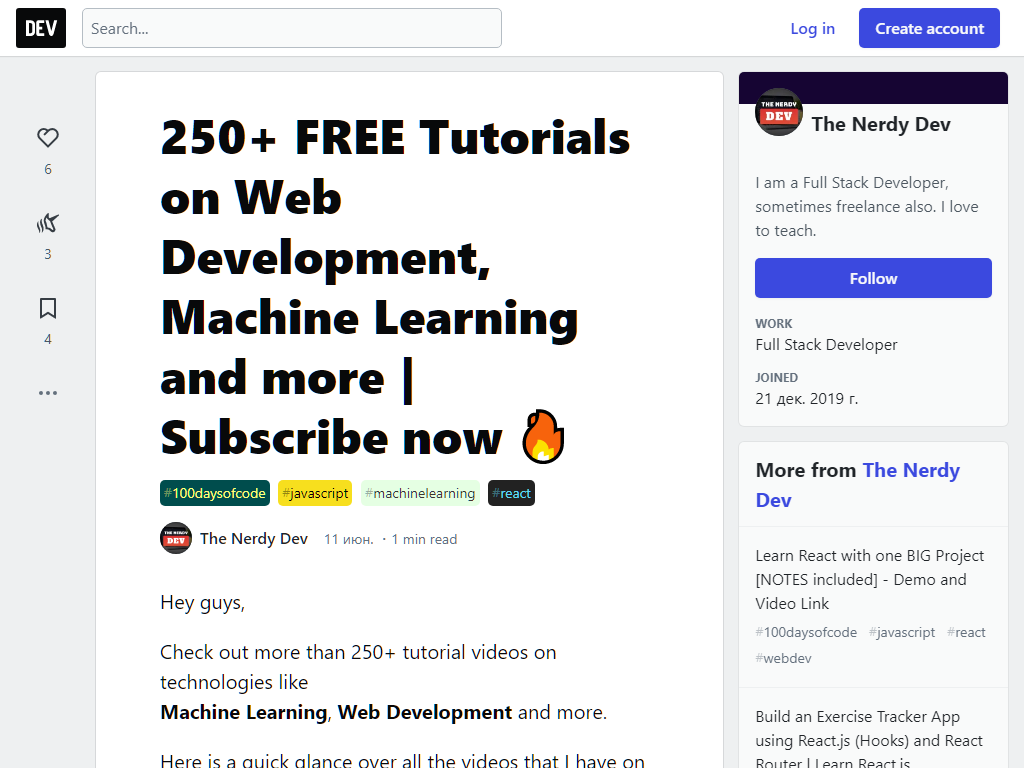 DEV
Search...
Log in
Create account
6
3
4
250+ FREE Tutorials
on Web
Development,
Machine Learning
and more |
Subscribe now 🔥
#100daysofcode #javascript #machinelearning #react
The Nerdy Dev 11 июн. ・1 min read
Hey guys,
Check out more than 250+ tutorial videos on
technologies like
Machine Learning, Web Development and more.
Here is a quick glance over all the videos that I have on
THE NERDY
DEV
The Nerdy Dev
I am a Full Stack Developer,
sometimes freelance also. I love
to teach.
Follow
WORK
Full Stack Developer
JOINED
21 дек. 2019 г.
More from The Nerdy
Dev
Learn React with one BIG Project
[NOTES included] - Demo and
Video Link
#100daysofcode #javascript #react
#webdev
Build an Exercise Tracker App
using React.js (Hooks) and React
Router | Learn React.js